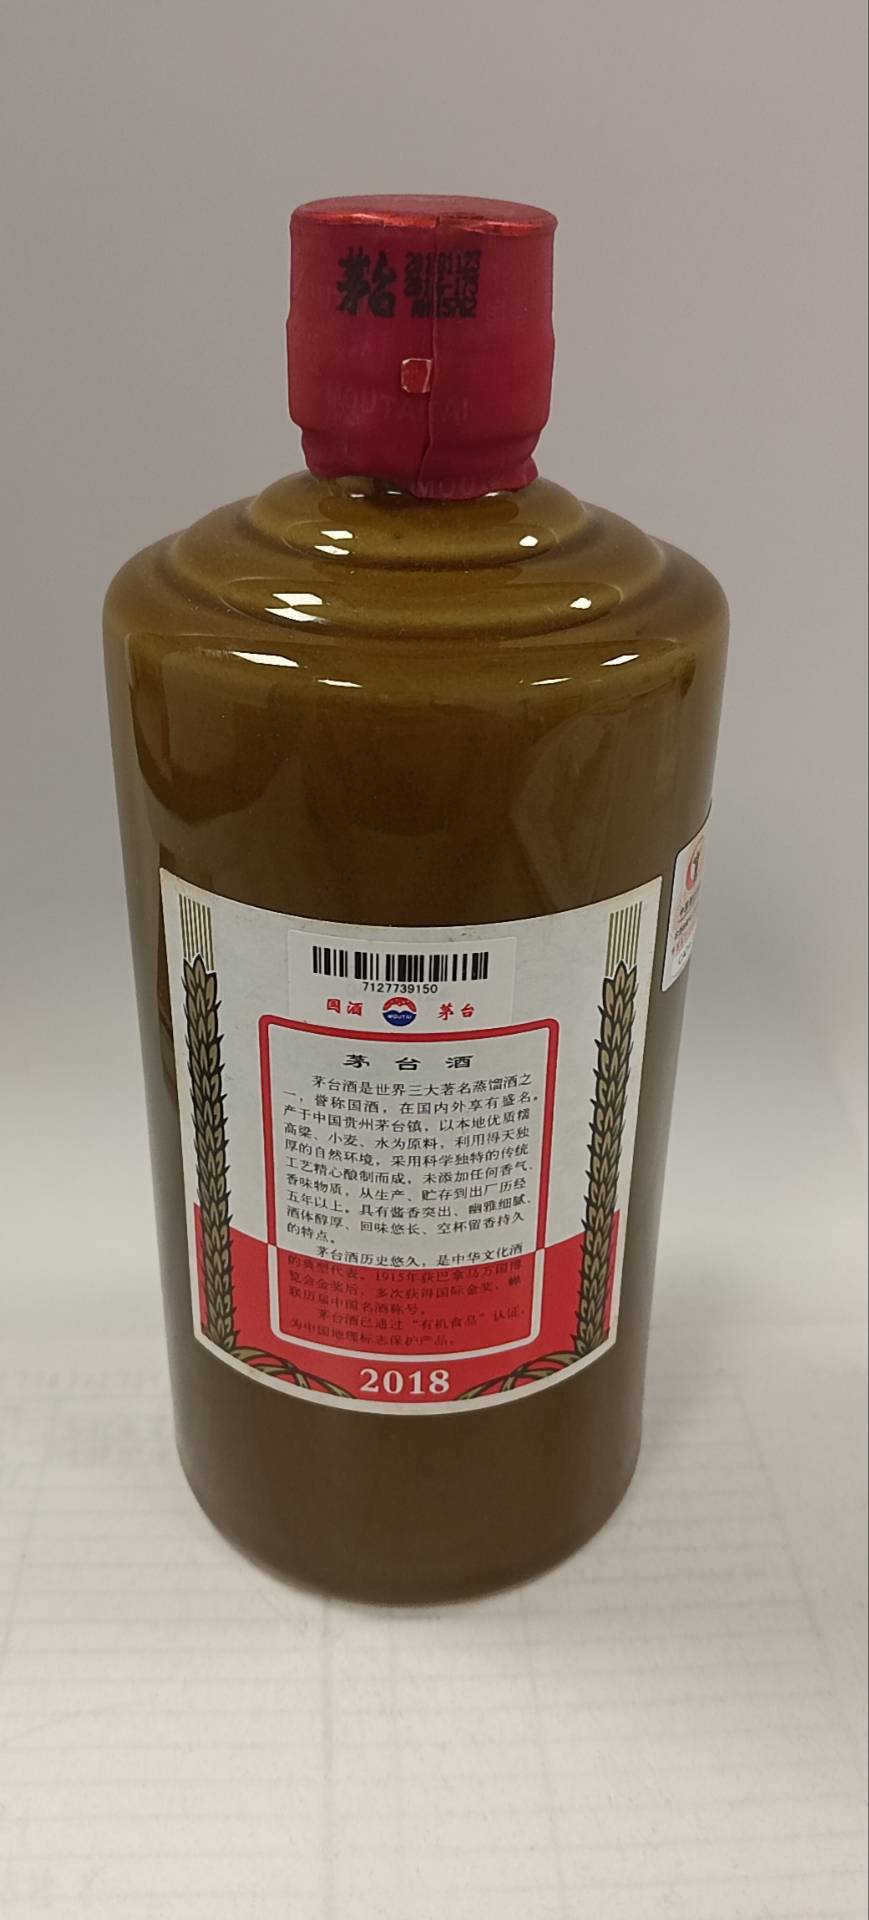 茅台
7127739150
国酒
MOUTAI
茅台
茅台酒
茅台酒是世界三大著名蒸馏酒之
一，誉称国酒，在国内外享有盛名。
产于中国贵州茅台镇，以本地优质糯
高粱、小麦、水为原料，利用得天独
厚的自然环境，采用科学独特的传统
工艺精心酿制而成，未添加任何香气、
香味物质，从生产、贮存到出厂历经
五年以上。具有酱香突出、幽雅细腻、
酒体醇厚、回味悠长、空杯留香持久
的特点。
茅台酒历史悠久，是中华文化酒
的典型代表。1915年获巴拿马万国博
览会金奖后，多次获得国际金奖，蝉
联历届中国名酒称号。
茅台酒已通过“有机食品”认证，
为中国地理标志保护产品。
2018